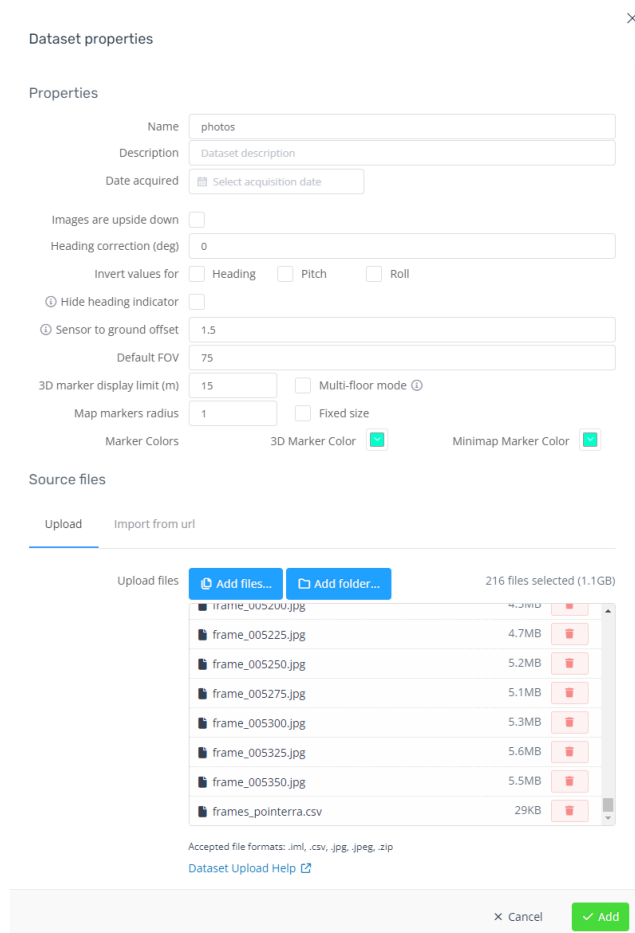 Dataset properties
Properties
Name photos
Description Dataset description
Date acquired Select acquisition date
Images are upside down
Heading correction (deg) 0
Invert values for Heading Pitch Roll
Hide heading indicator
Sensor to ground offset 1.5
Default FOV 75
3D marker display limit (m) 15 Multi-floor mode
Map markers radius 1 Fixed size
Marker Colors 3D Marker Color Minimap Marker Color
Source files
Upload Import from url
Upload files Add files... Add folder... 216 files selected (1.1GB)
frame_005200.jpg 4.5MB
frame_005225.jpg 4.7MB
frame_005250.jpg 5.2MB
frame_005275.jpg 5.1MB
frame_005300.jpg 5.3MB
frame_005325.jpg 5.6MB
frame_005350.jpg 5.5MB
frames_pointerra.csv 29KB
Accepted file formats: .iml, .csv, .jpg, .jpeg, .zip
Dataset Upload Help
Cancel Add